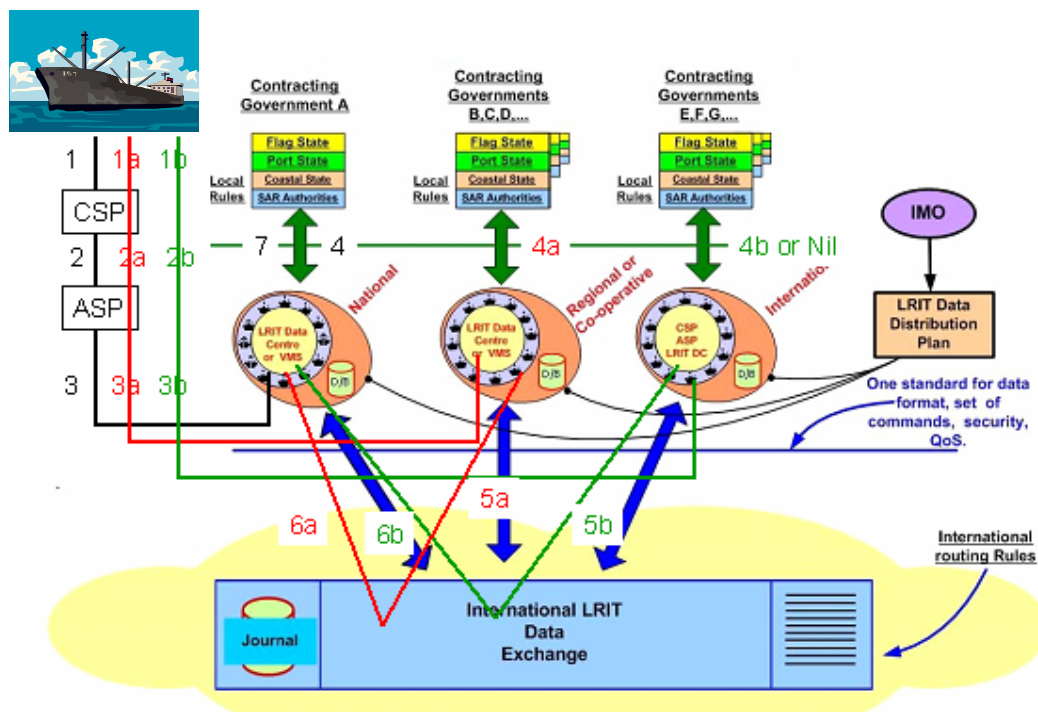 Contracting
Government A
Contracting
Governments
B,C,D,...
Contracting
Governments
E,F,G,...
Flag State
Port State
Coastal State
SAR Authorities
Local
Rules
Flag State
Port State
Coastal State
SAR Authorities
Local
Rules
Flag State
Port State
Coastal State
SAR Authorities
Local
Rules
1 1a 1b
CSP
2 2a 2b
ASP
3 3a 3b
7 4 4a 4b or Nil
IMO
LRIT Data
Distribution
Plan
National
Regional or
Co-operative
Internatio
LRIT Data
Centre
or VMS
D/B
LRIT Data
Centre
or VMS
D/B
CSP
ASP
LRIT DC
D/B
One standard for data
format, set of
commands, security,
QoS.
6a 6b 5a 5b
International
routing Rules
International LRIT
Data
Exchange
Journal